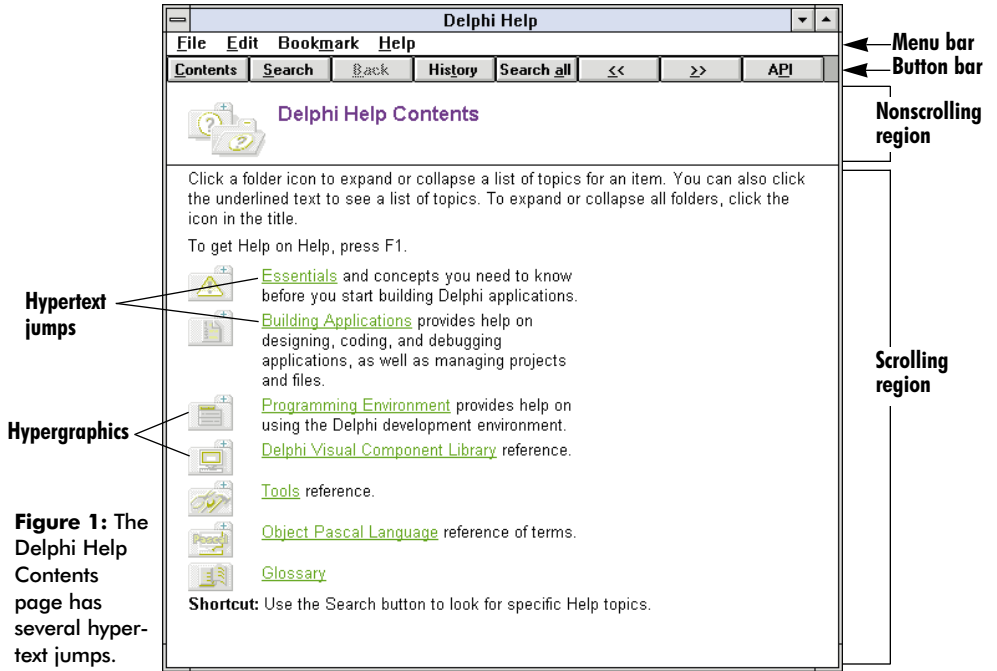 Delphi Help
File Edit Bookmark Help
Contents Search Back History Search all << >> API
Menu bar
Button bar
Delphi Help Contents
Nonscrolling
region
Click a folder icon to expand or collapse a list of topics for an item. You can also click
the underlined text to see a list of topics. To expand or collapse all folders, click the
icon in the title.
To get Help on Help, press F1.
Essentials and concepts you need to know
before you start building Delphi applications.
Building Applications provides help on
designing, coding, and debugging
applications, as well as managing projects
and files.
Programming Environment provides help on
using the Delphi development environment.
Delphi Visual Component Library reference.
Tools reference.
Pascal
Object Pascal Language reference of terms.
Glossary
Shortcut: Use the Search button to look for specific Help topics.
Hypertext
jumps
Hypergraphics
Scrolling
region
Figure 1: The
Delphi Help
Contents
page has
several hyper-
text jumps.